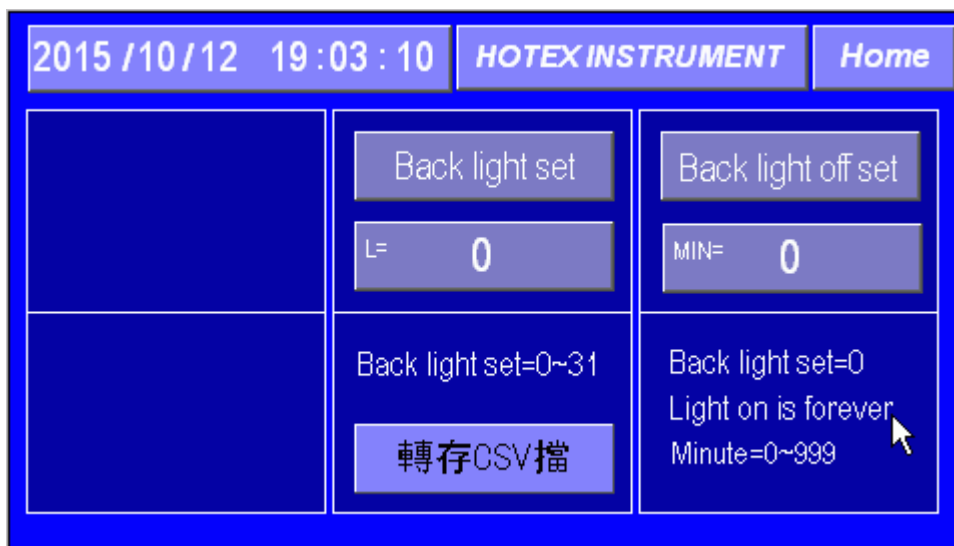 2015 /10/12 19:03:10
HOTEX INSTRUMENT
Home
Back light set
L= 0
Back light set=0~31
轉存CSV擋
Back light off set
MIN= 0
Back light set=0
Light on is forever
Minute=0~999